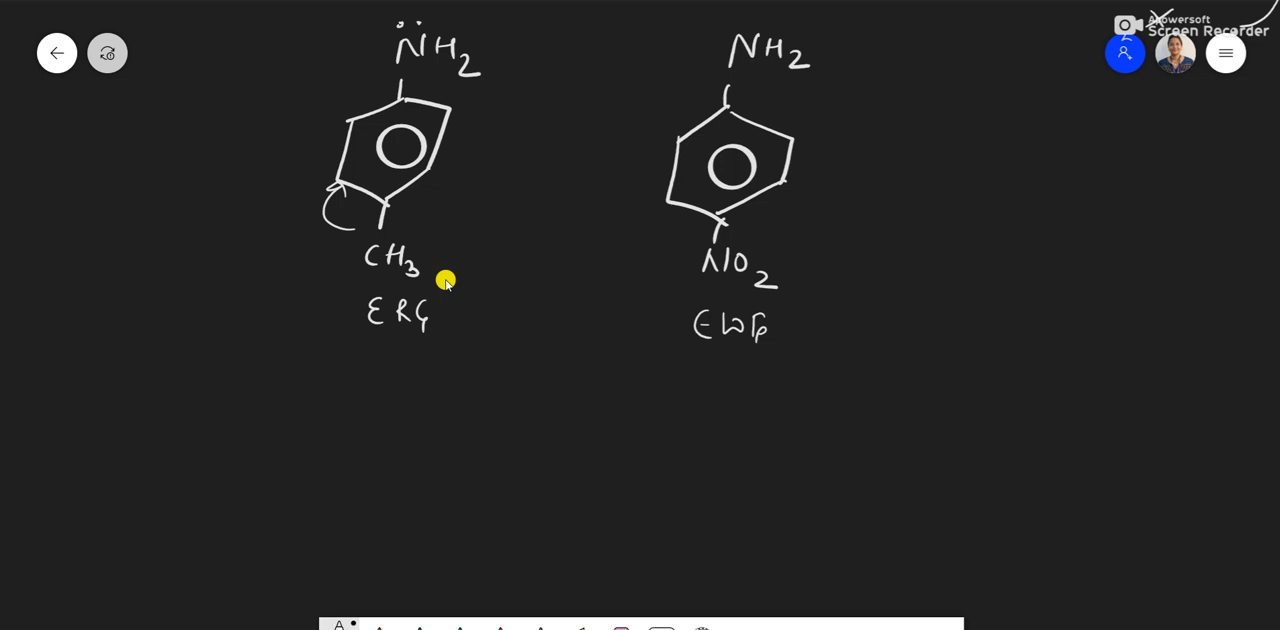 Apowersoft
Screen Recorder
NH2
NH2
CH3
NO2
ERG
EWG
A